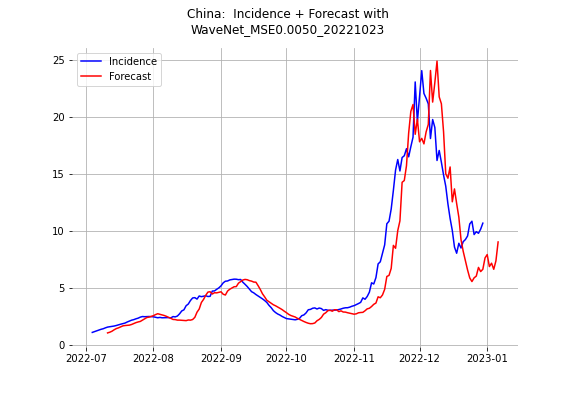 China:  Incidence + Forecast with
WaveNet_MSE0.0050_20221023
Incidence
Forecast
25
20
15
10
5
0
2022-07 2022-08 2022-09 2022-10 2022-11 2022-12 2023-01